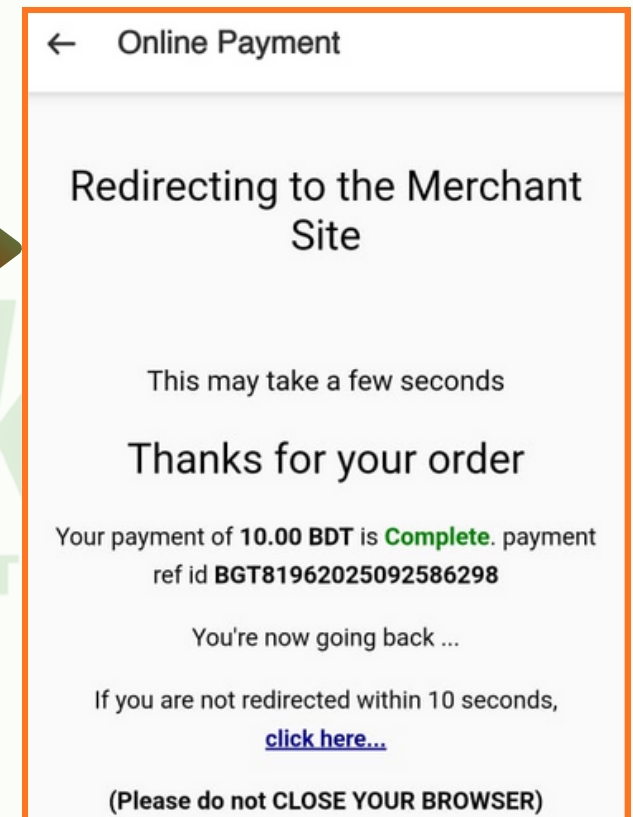 ← Online Payment
Redirecting to the Merchant
Site
This may take a few seconds
Thanks for your order
Your payment of 10.00 BDT is Complete. payment
ref id BGT81962025092586298
You're now going back ...
If you are not redirected within 10 seconds,
click here...
(Please do not CLOSE YOUR BROWSER)